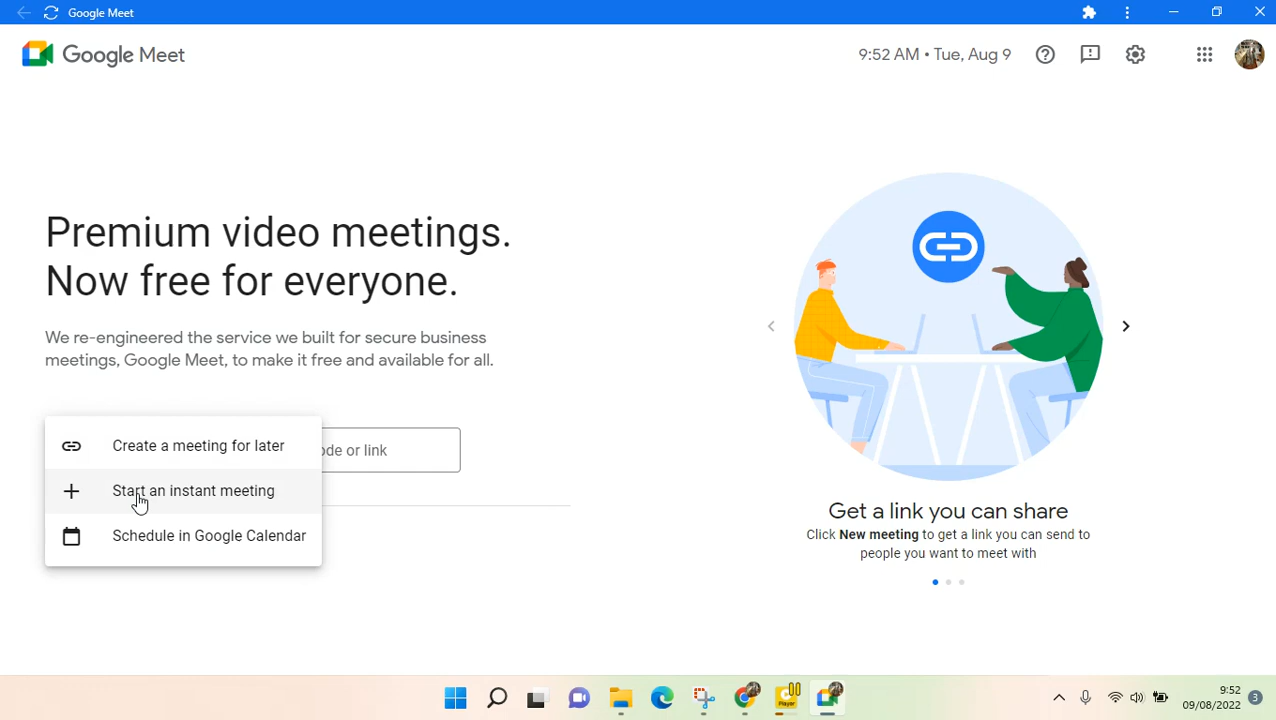 Google Meet
Google Meet
9:52 AM • Tue, Aug 9
Premium video meetings.
Now free for everyone.
We re-engineered the service we built for secure business
meetings, Google Meet, to make it free and available for all.
Create a meeting for later
ode or link
Start an instant meeting
Schedule in Google Calendar
Get a link you can share
Click New meeting to get a link you can send to
people you want to meet with
Player
9:52
09/08/2022
3